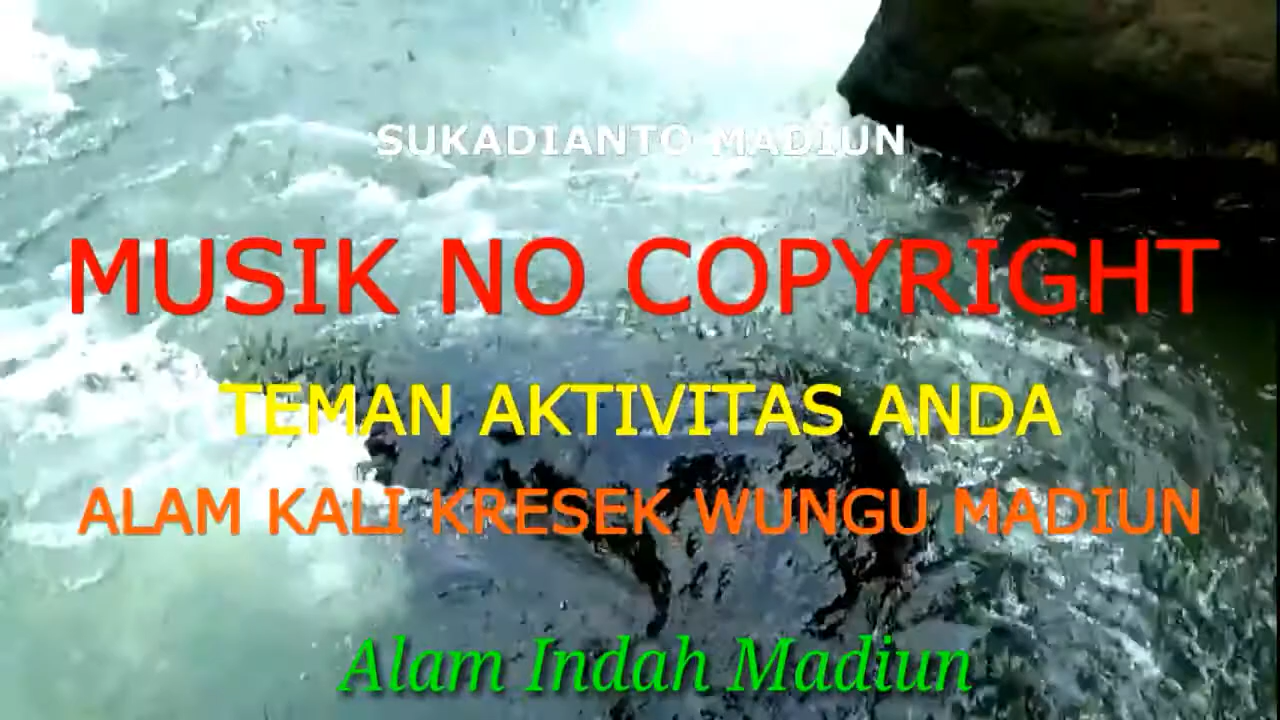 SUKADIANTO MADIUN
MUSIK NO COPYRIGHT
TEMAN AKTIVITAS ANDA
ALAM KALI KRESEK WUNGU MADIUN
Alam Indah Madiun